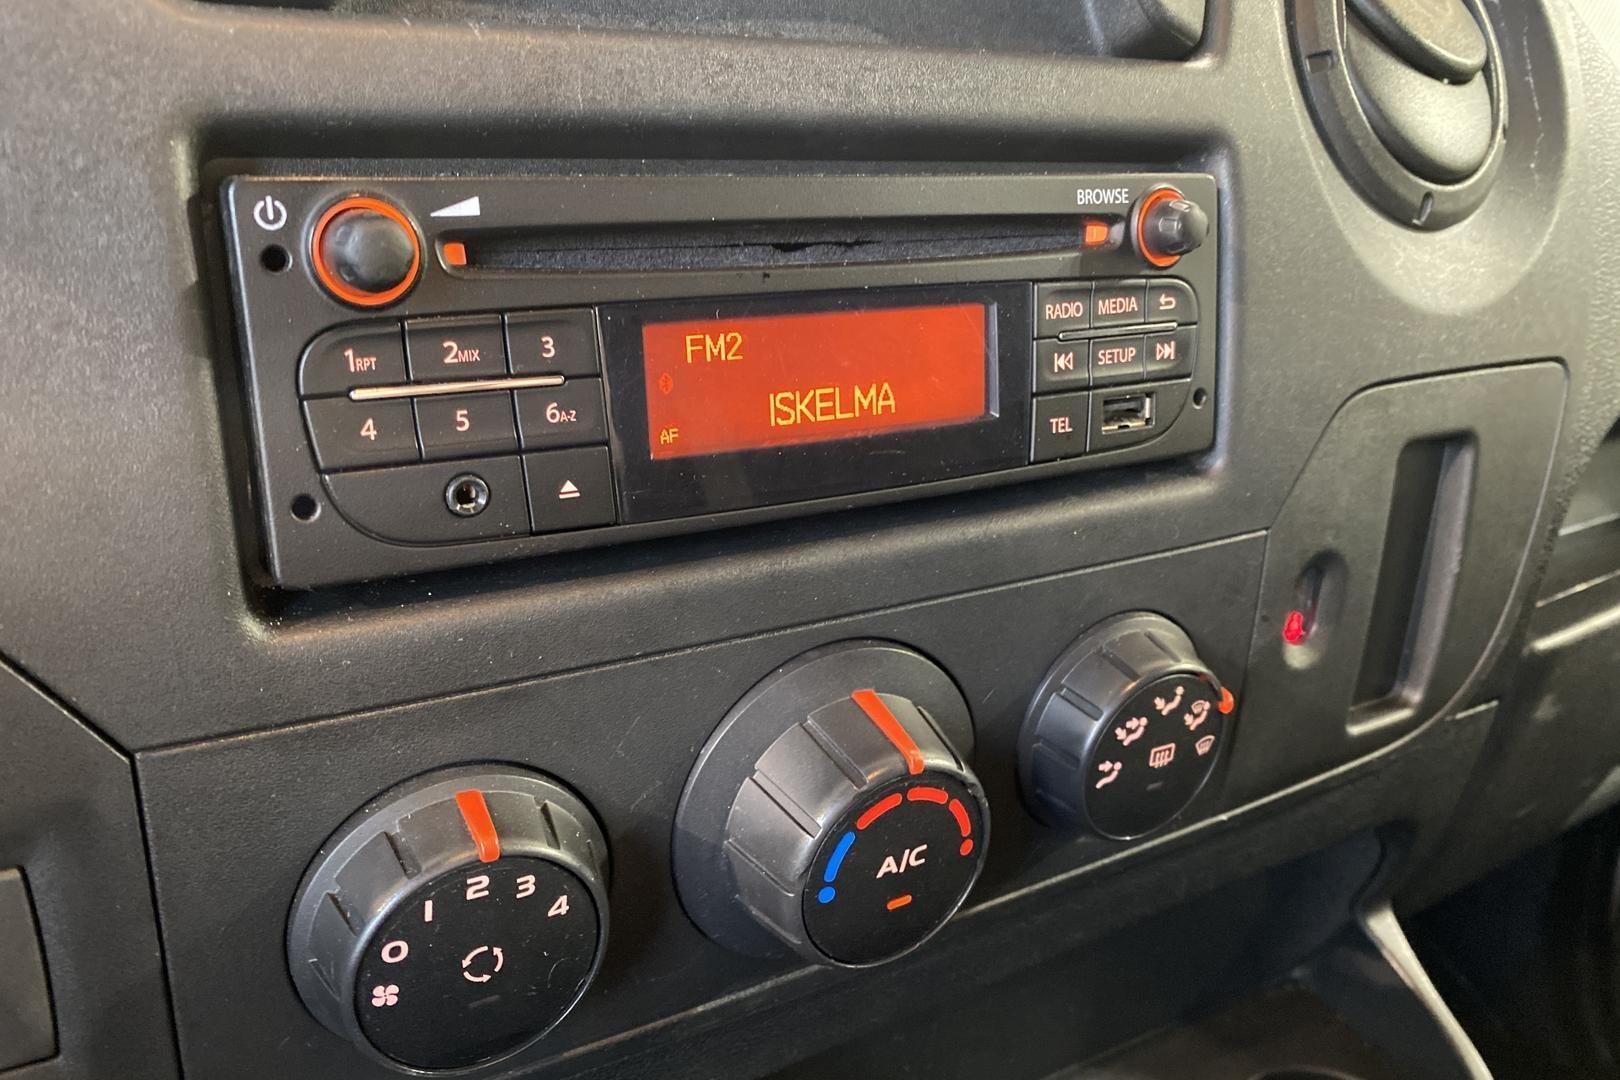 BROWSE
1RPT 2MIX 3
4 5 6A-Z
FM2
ISKELMA
AF
RADIO MEDIA
SETUP
TEL
0 1 2 3 4
A/C